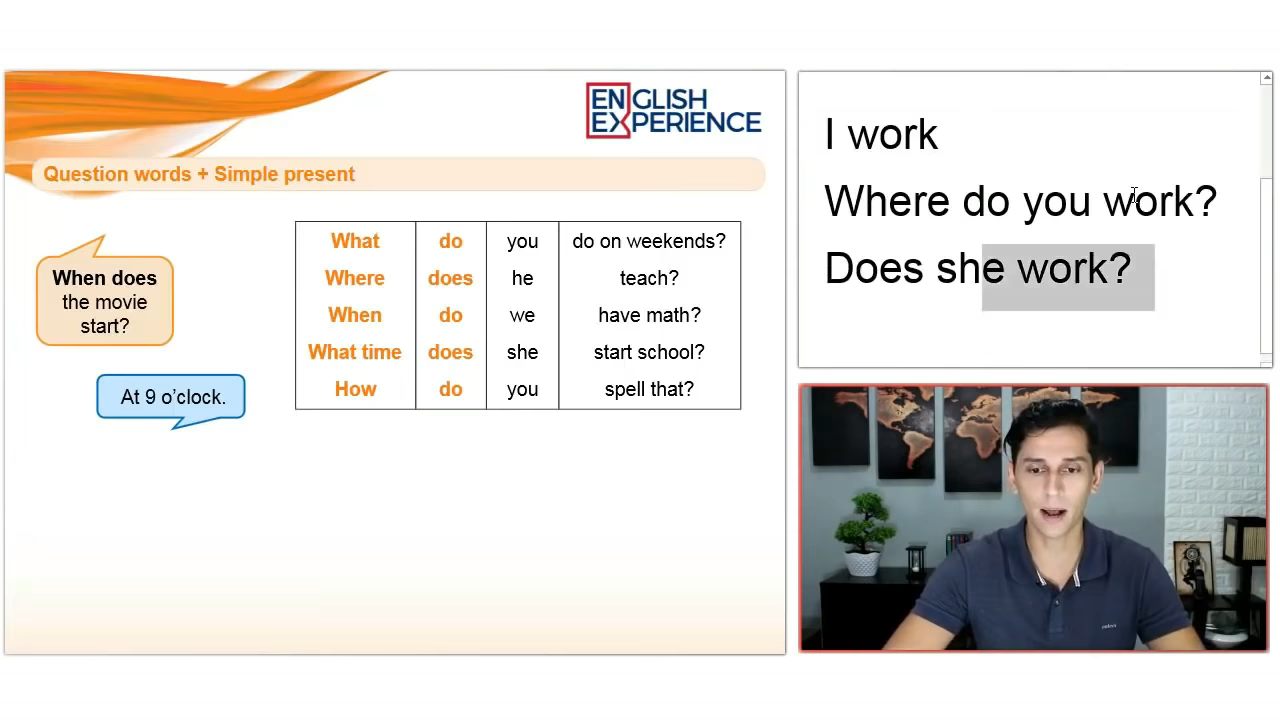 ENGLISH
EXPERIENCE
Question words + Simple present
When does
the movie
start?
At 9 o'clock.
What do you do on weekends?
Where does he teach?
When do we have math?
What time does she start school?
How do you spell that?
I work
Where do you work?
Does she work?